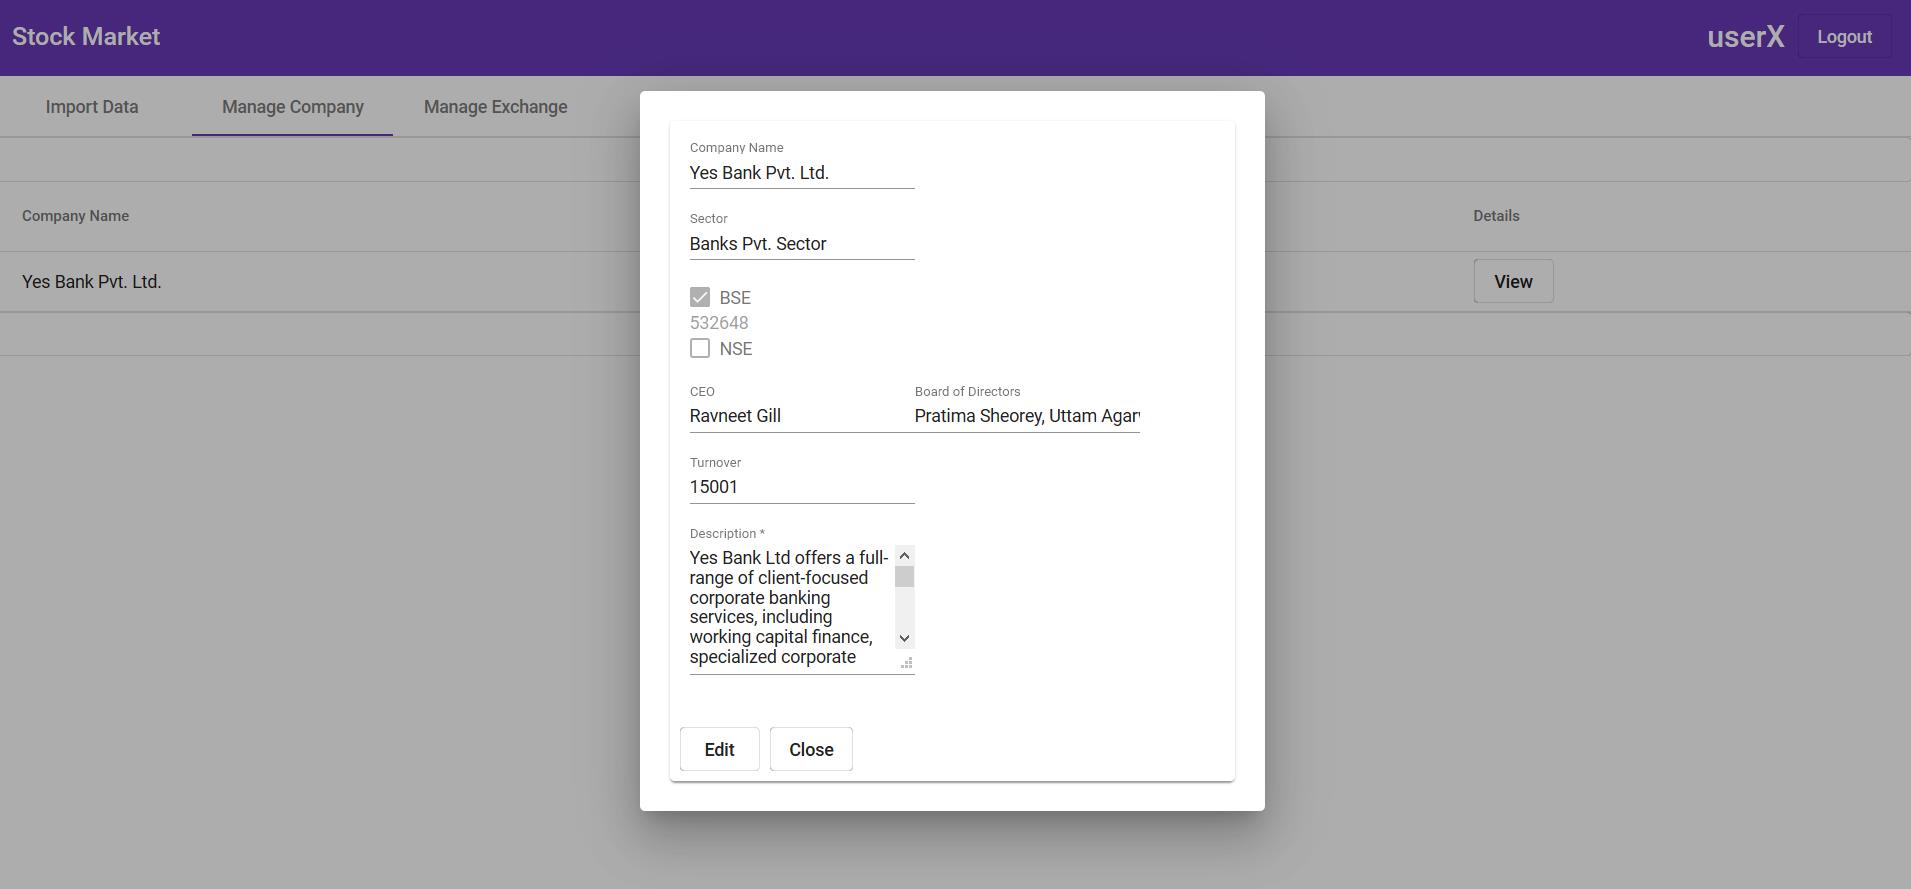 Stock Market
userX
Logout
Import Data
Manage Company
Manage Exchange
Company Name
Details
Yes Bank Pvt. Ltd.
View
Company Name
Yes Bank Pvt. Ltd.
Sector
Banks Pvt. Sector
BSE
532648
NSE
CEO
Ravneet Gill
Board of Directors
Pratima Sheorey, Uttam
Turnover
15001
Description *
Yes Bank Ltd offers a full-
range of client-focused
corporate banking
services, including
working capital finance,
specialized corporate
Edit
Close